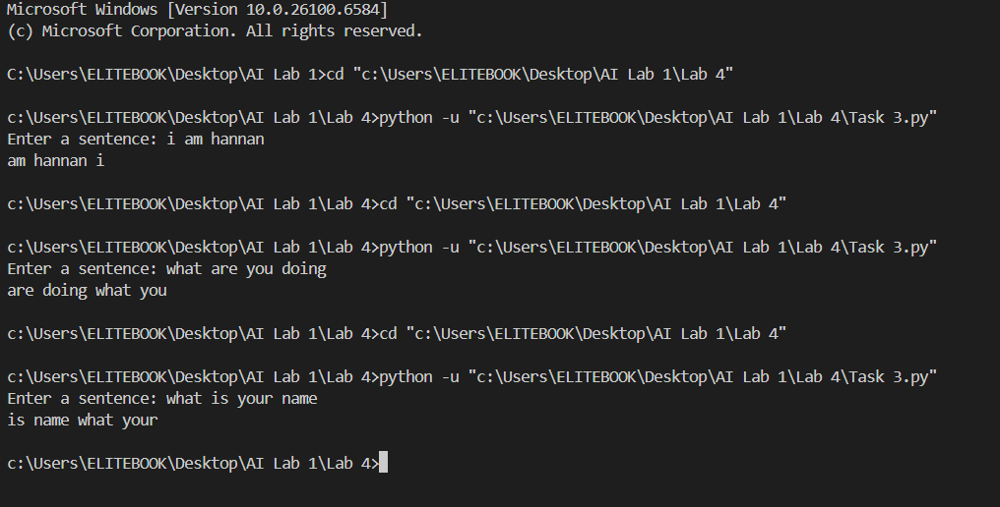 Microsoft Windows [Version 10.0.26100.6584]
(c) Microsoft Corporation. All rights reserved.
C:\Users\ELITEBOOK\Desktop\AI Lab 1>cd "c:\Users\ELITEBOOK\Desktop\AI Lab 1\Lab 4"
c:\Users\ELITEBOOK\Desktop\AI Lab 1\Lab 4>python -u "c:\Users\ELITEBOOK\Desktop\AI Lab 1\Lab 4\Task 3.py"
Enter a sentence: i am hannan
am hannan i
c:\Users\ELITEBOOK\Desktop\AI Lab 1\Lab 4>cd "c:\Users\ELITEBOOK\Desktop\AI Lab 1\Lab 4"
c:\Users\ELITEBOOK\Desktop\AI Lab 1\Lab 4>python -u "c:\Users\ELITEBOOK\Desktop\AI Lab 1\Lab 4\Task 3.py"
Enter a sentence: what are you doing
are doing what you
c:\Users\ELITEBOOK\Desktop\AI Lab 1\Lab 4>cd "c:\Users\ELITEBOOK\Desktop\AI Lab 1\Lab 4"
c:\Users\ELITEBOOK\Desktop\AI Lab 1\Lab 4>python -u "c:\Users\ELITEBOOK\Desktop\AI Lab 1\Lab 4\Task 3.py"
Enter a sentence: what is your name
is name what your
c:\Users\ELITEBOOK\Desktop\AI Lab 1\Lab 4>